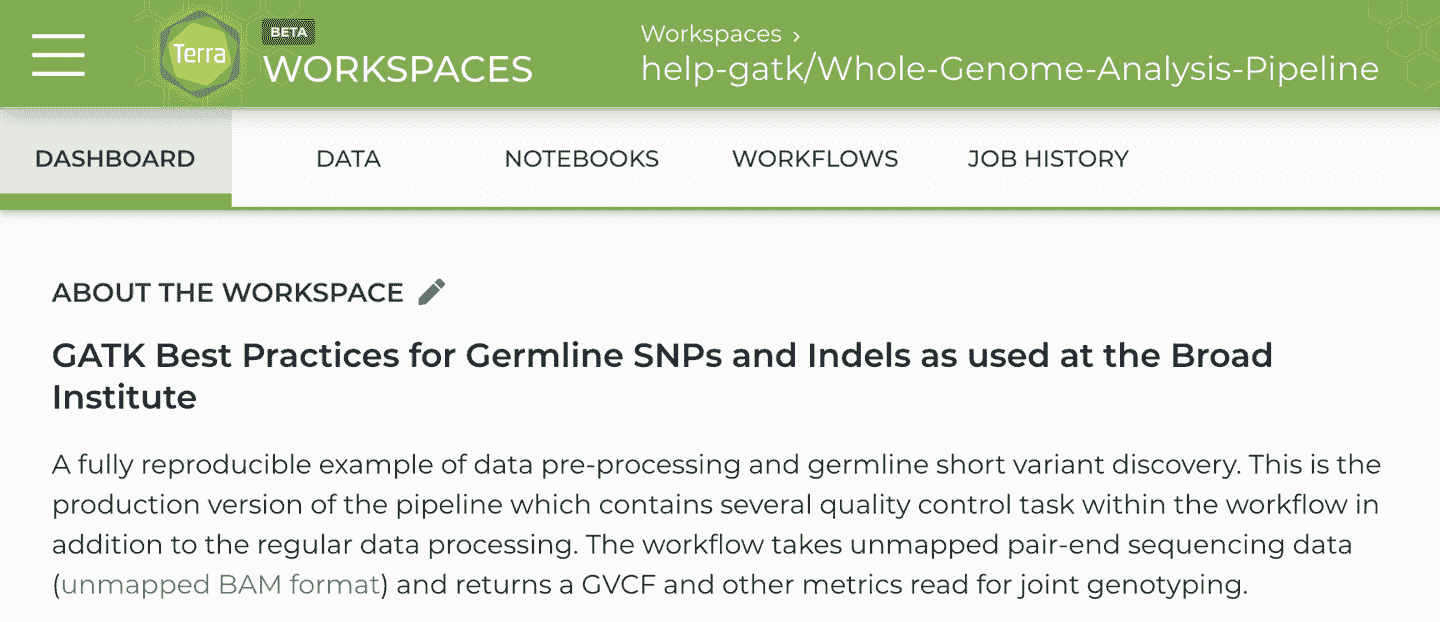 Terra
BETA
WORKSPACES
Workspaces ›
help-gatk/Whole-Genome-Analysis-Pipeline
DASHBOARD
DATA
NOTEBOOKS
WORKFLOWS
JOB HISTORY
ABOUT THE WORKSPACE
GATK Best Practices for Germline SNPs and Indels as used at the Broad
Institute
A fully reproducible example of data pre-processing and germline short variant discovery. This is the
production version of the pipeline which contains several quality control task within the workflow in
addition to the regular data processing. The workflow takes unmapped pair-end sequencing data
(unmapped BAM format) and returns a GVCF and other metrics read for joint genotyping.